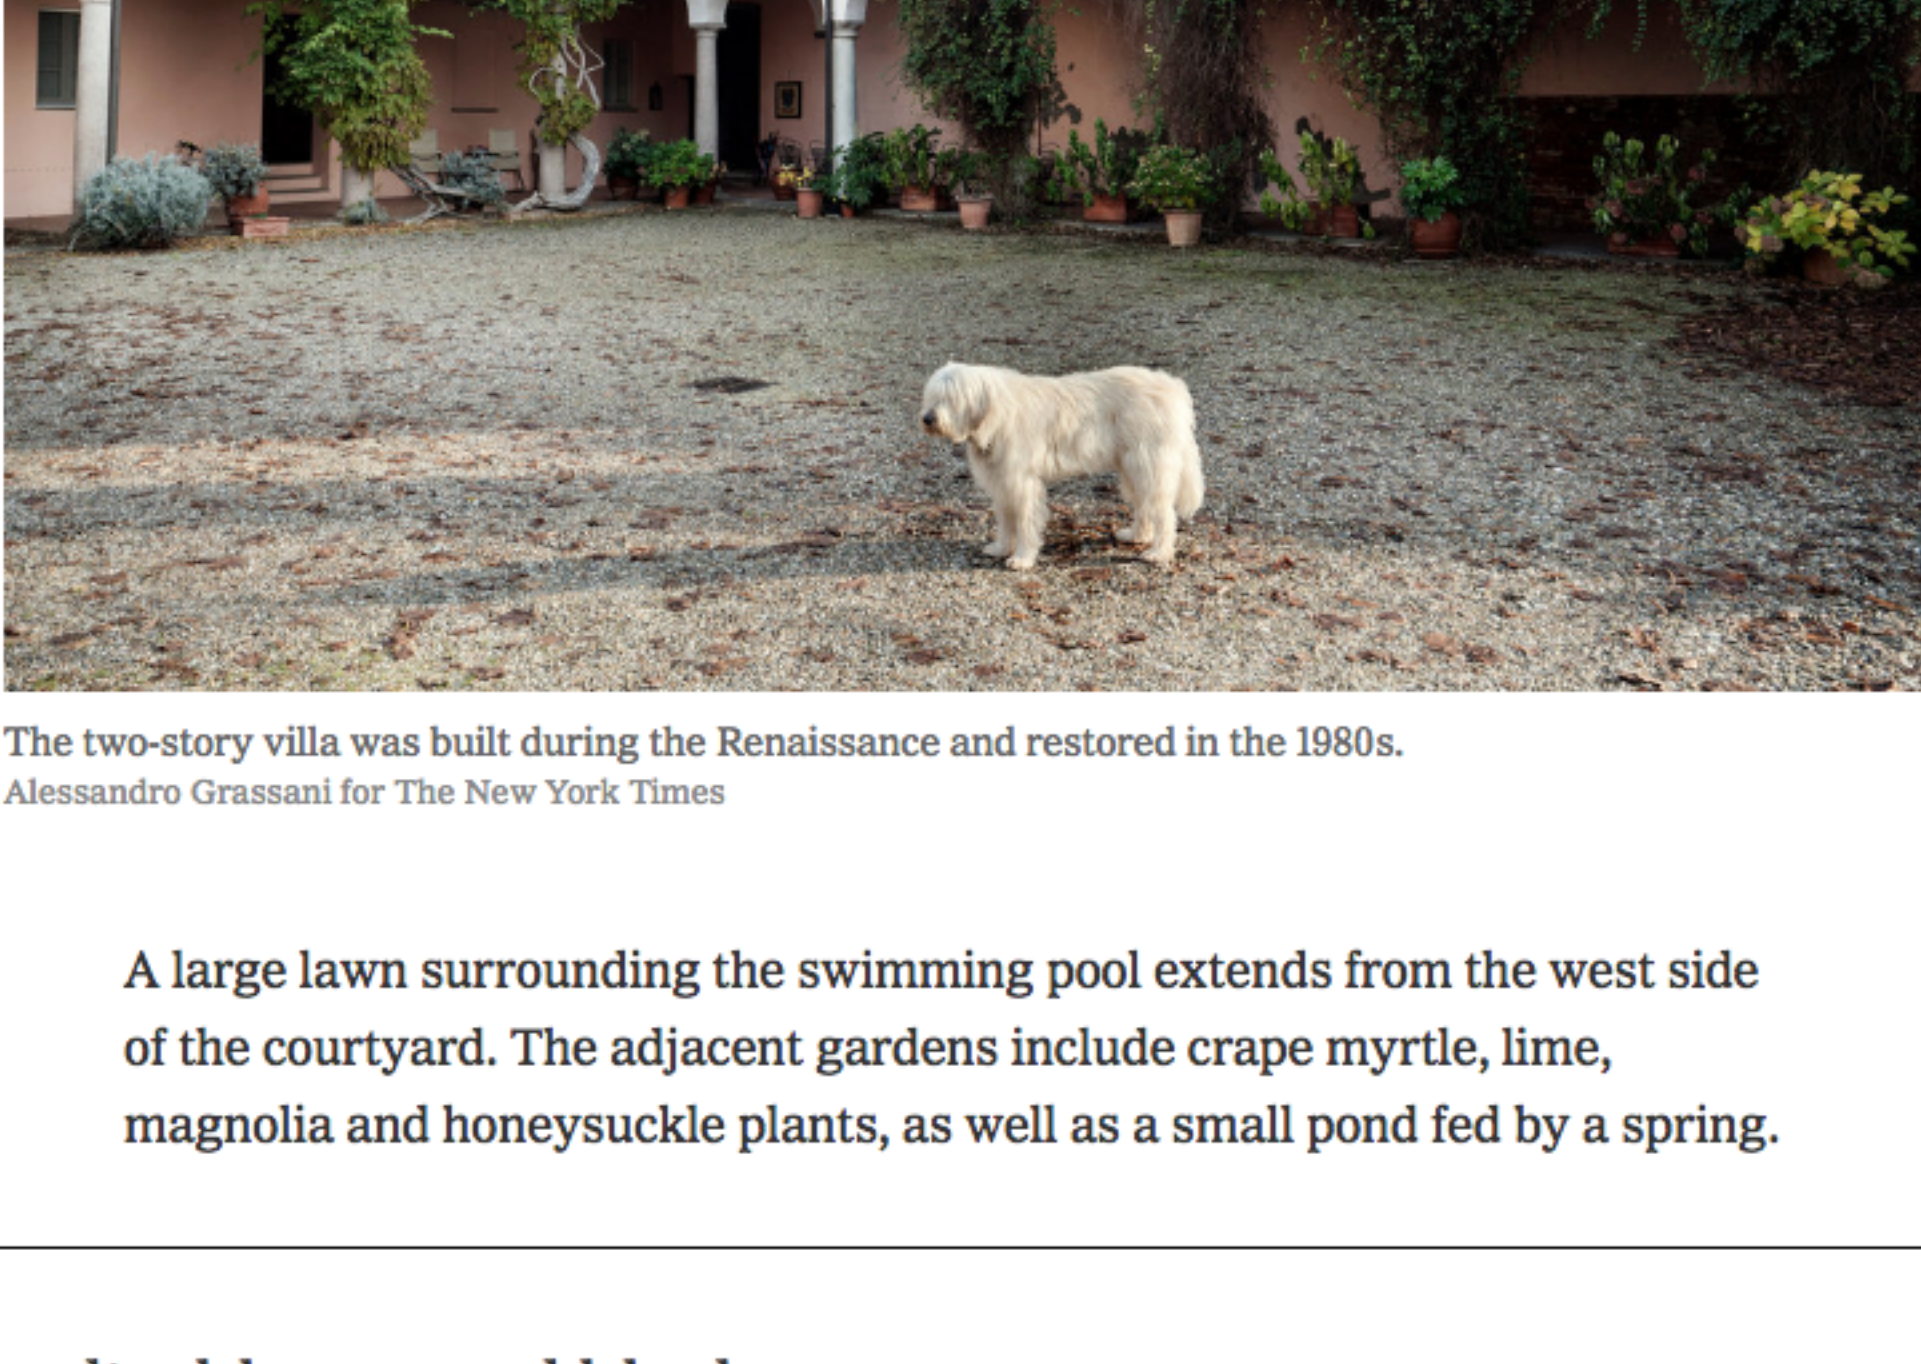 The two-story villa was built during the Renaissance and restored in the 1980s.
Alessandro Grassani for The New York Times
A large lawn surrounding the swimming pool extends from the west side
of the courtyard. The adjacent gardens include crape myrtle, lime,
magnolia and honeysuckle plants, as well as a small pond fed by a spring.